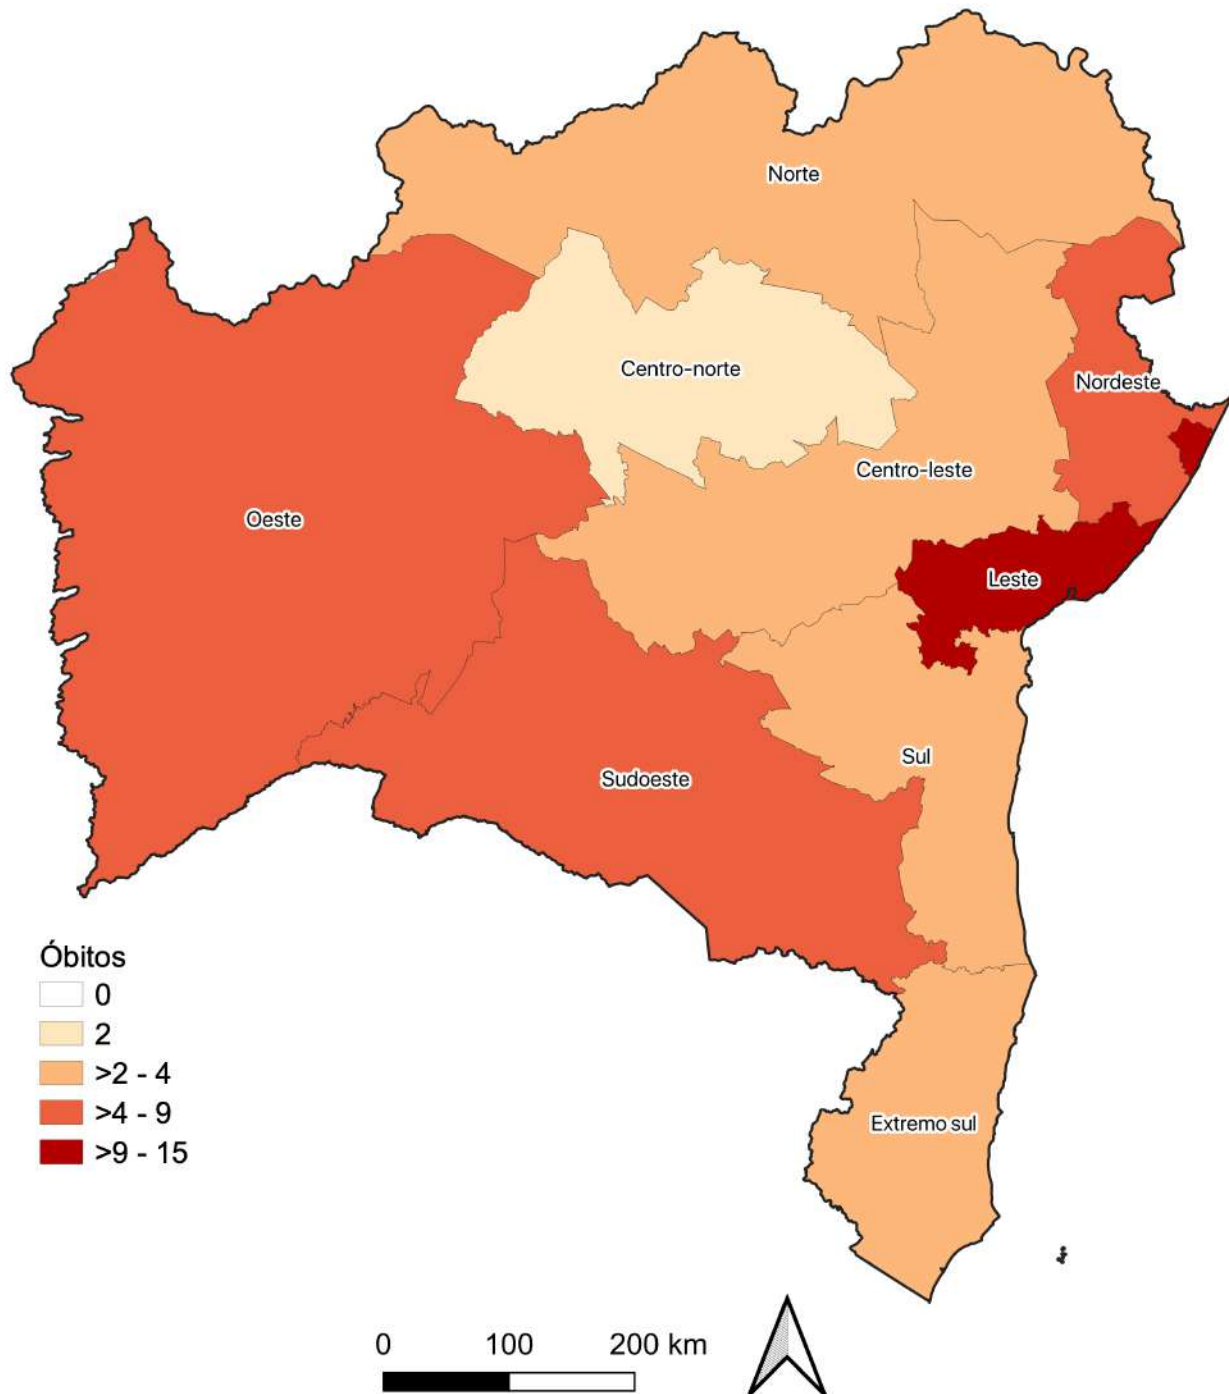 Norte
Centro-norte
Nordeste
Centro-leste
Oeste
Leste
Sul
Sudoeste
Óbitos
0
2
>2 - 4
>4 - 9
>9 - 15
Extremo sul
0 100 200 km